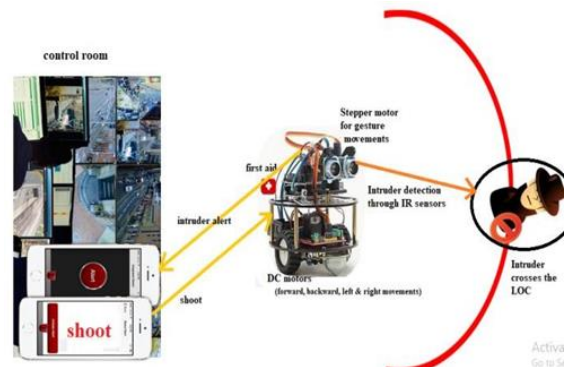 control room
Stepper motor
for gesture
movements
first aid
Intruder detection
through IR sensors
intruder alert
DC motors
(forward, backward, left & right movements)
shoot
shoot
Intruder
crosses the
LOC
Activa
Go to Se